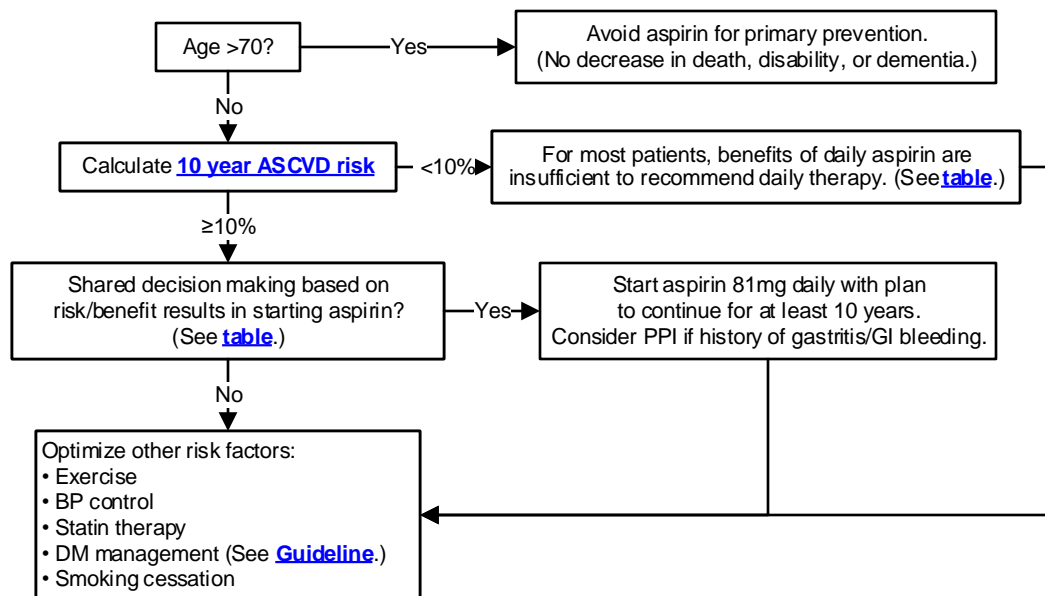 Age >70?
Yes
Avoid aspirin for primary prevention.
(No decrease in death, disability, or dementia.)
No
Calculate 10 year ASCVD risk
<10%
For most patients, benefits of daily aspirin are
insufficient to recommend daily therapy. (See table.)
≥10%
Shared decision making based on
risk/benefit results in starting aspirin?
(See table.)
Yes
Start aspirin 81mg daily with plan
to continue for at least 10 years.
Consider PPI if history of gastritis/GI bleeding.
No
Optimize other risk factors:
• Exercise
• BP control
• Statin therapy
• DM management (See Guideline.)
• Smoking cessation